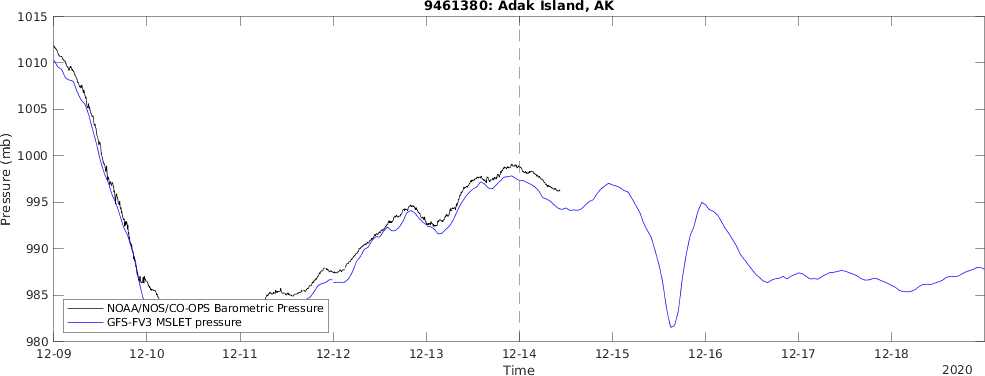 9461380: Adak Island, AK
1015
1010
1005
1000
995
990
985
980
Pressure (mb)
NOAA/NOS/CO-OPS Barometric Pressure
GFS-FV3 MSLET pressure
12-09 12-10 12-11 12-12 12-13 12-14 12-15 12-16 12-17 12-18
Time
2020